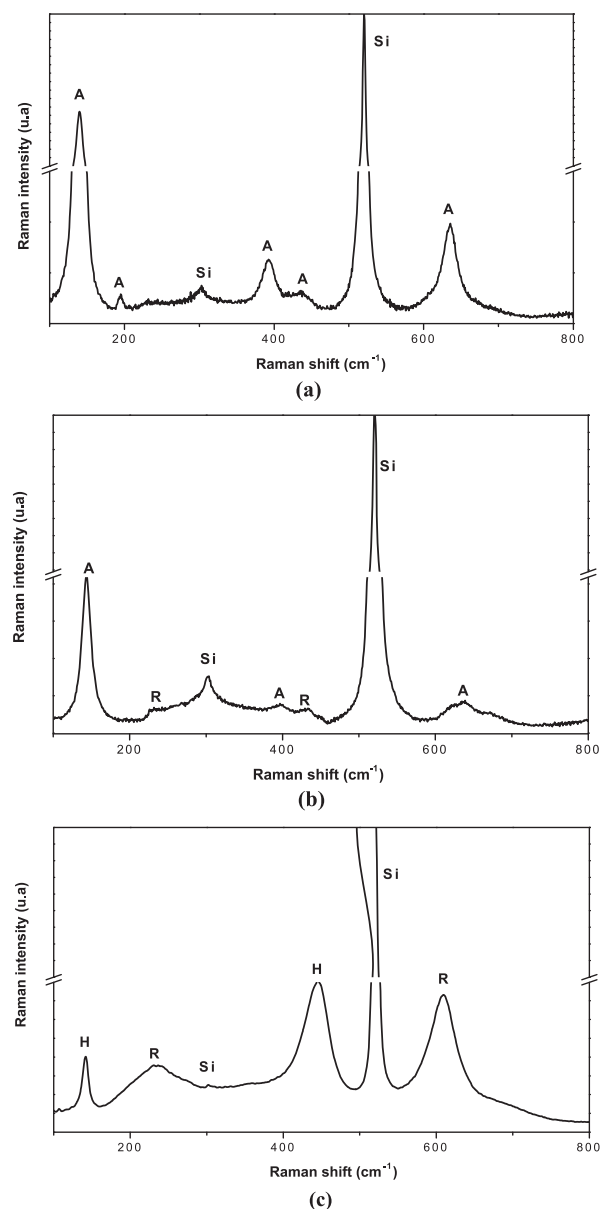 Si
A
A
A
Si
A
A
Raman intensity (u.a)
200 400 600 800
Raman shift (cm-1)
(a)
Si
A
Si
R
A
R
A
Raman intensity (u.a)
200 400 600 800
Raman shift (cm-1)
(b)
Si
H
R
H
R
Si
Raman intensity (u.a)
200 400 600 800
Raman shift (cm-1)
(c)